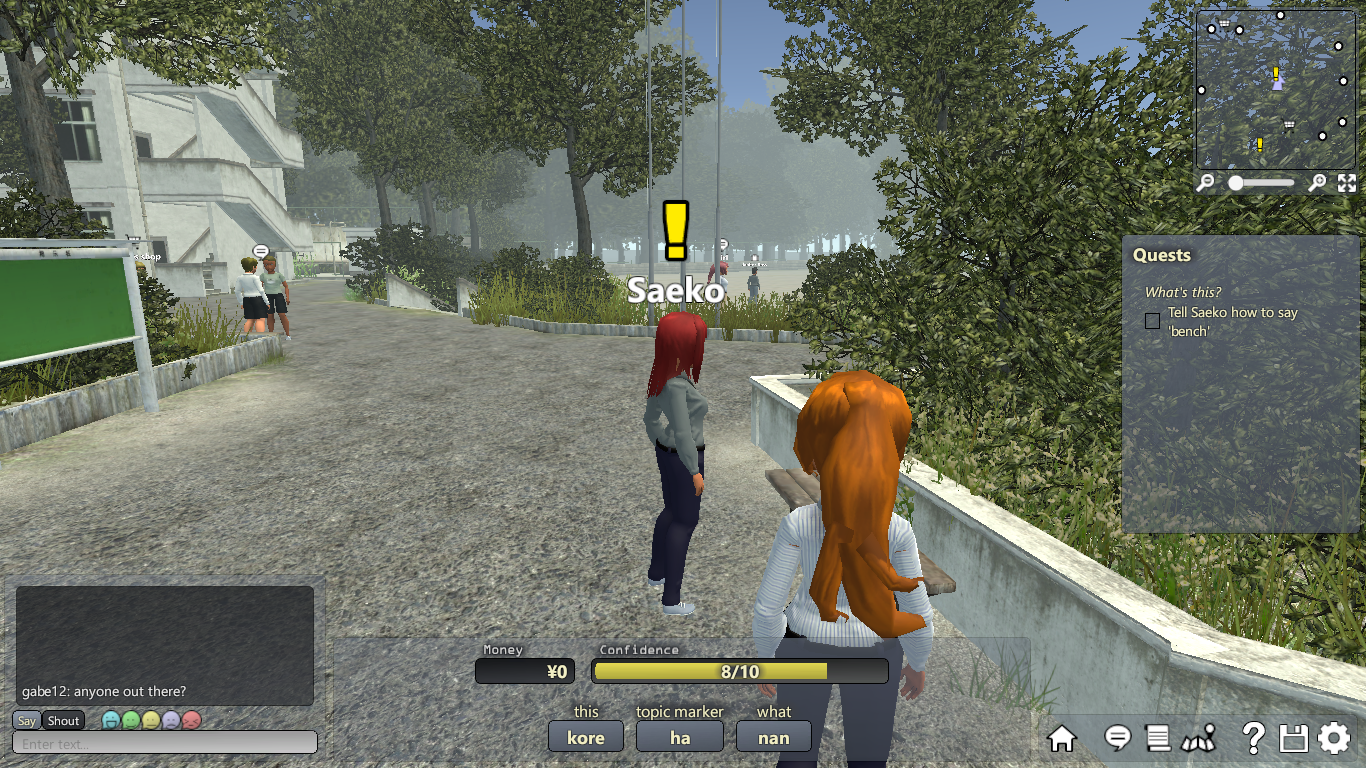 Saeko
shop
Quests
What's this?
Tell Saeko how to say
'bench'
gabe12: anyone out there?
Say
Shout
Enter text...
Money
¥0
Confidence
8/10
this
topic marker
what
kore
ha
nan